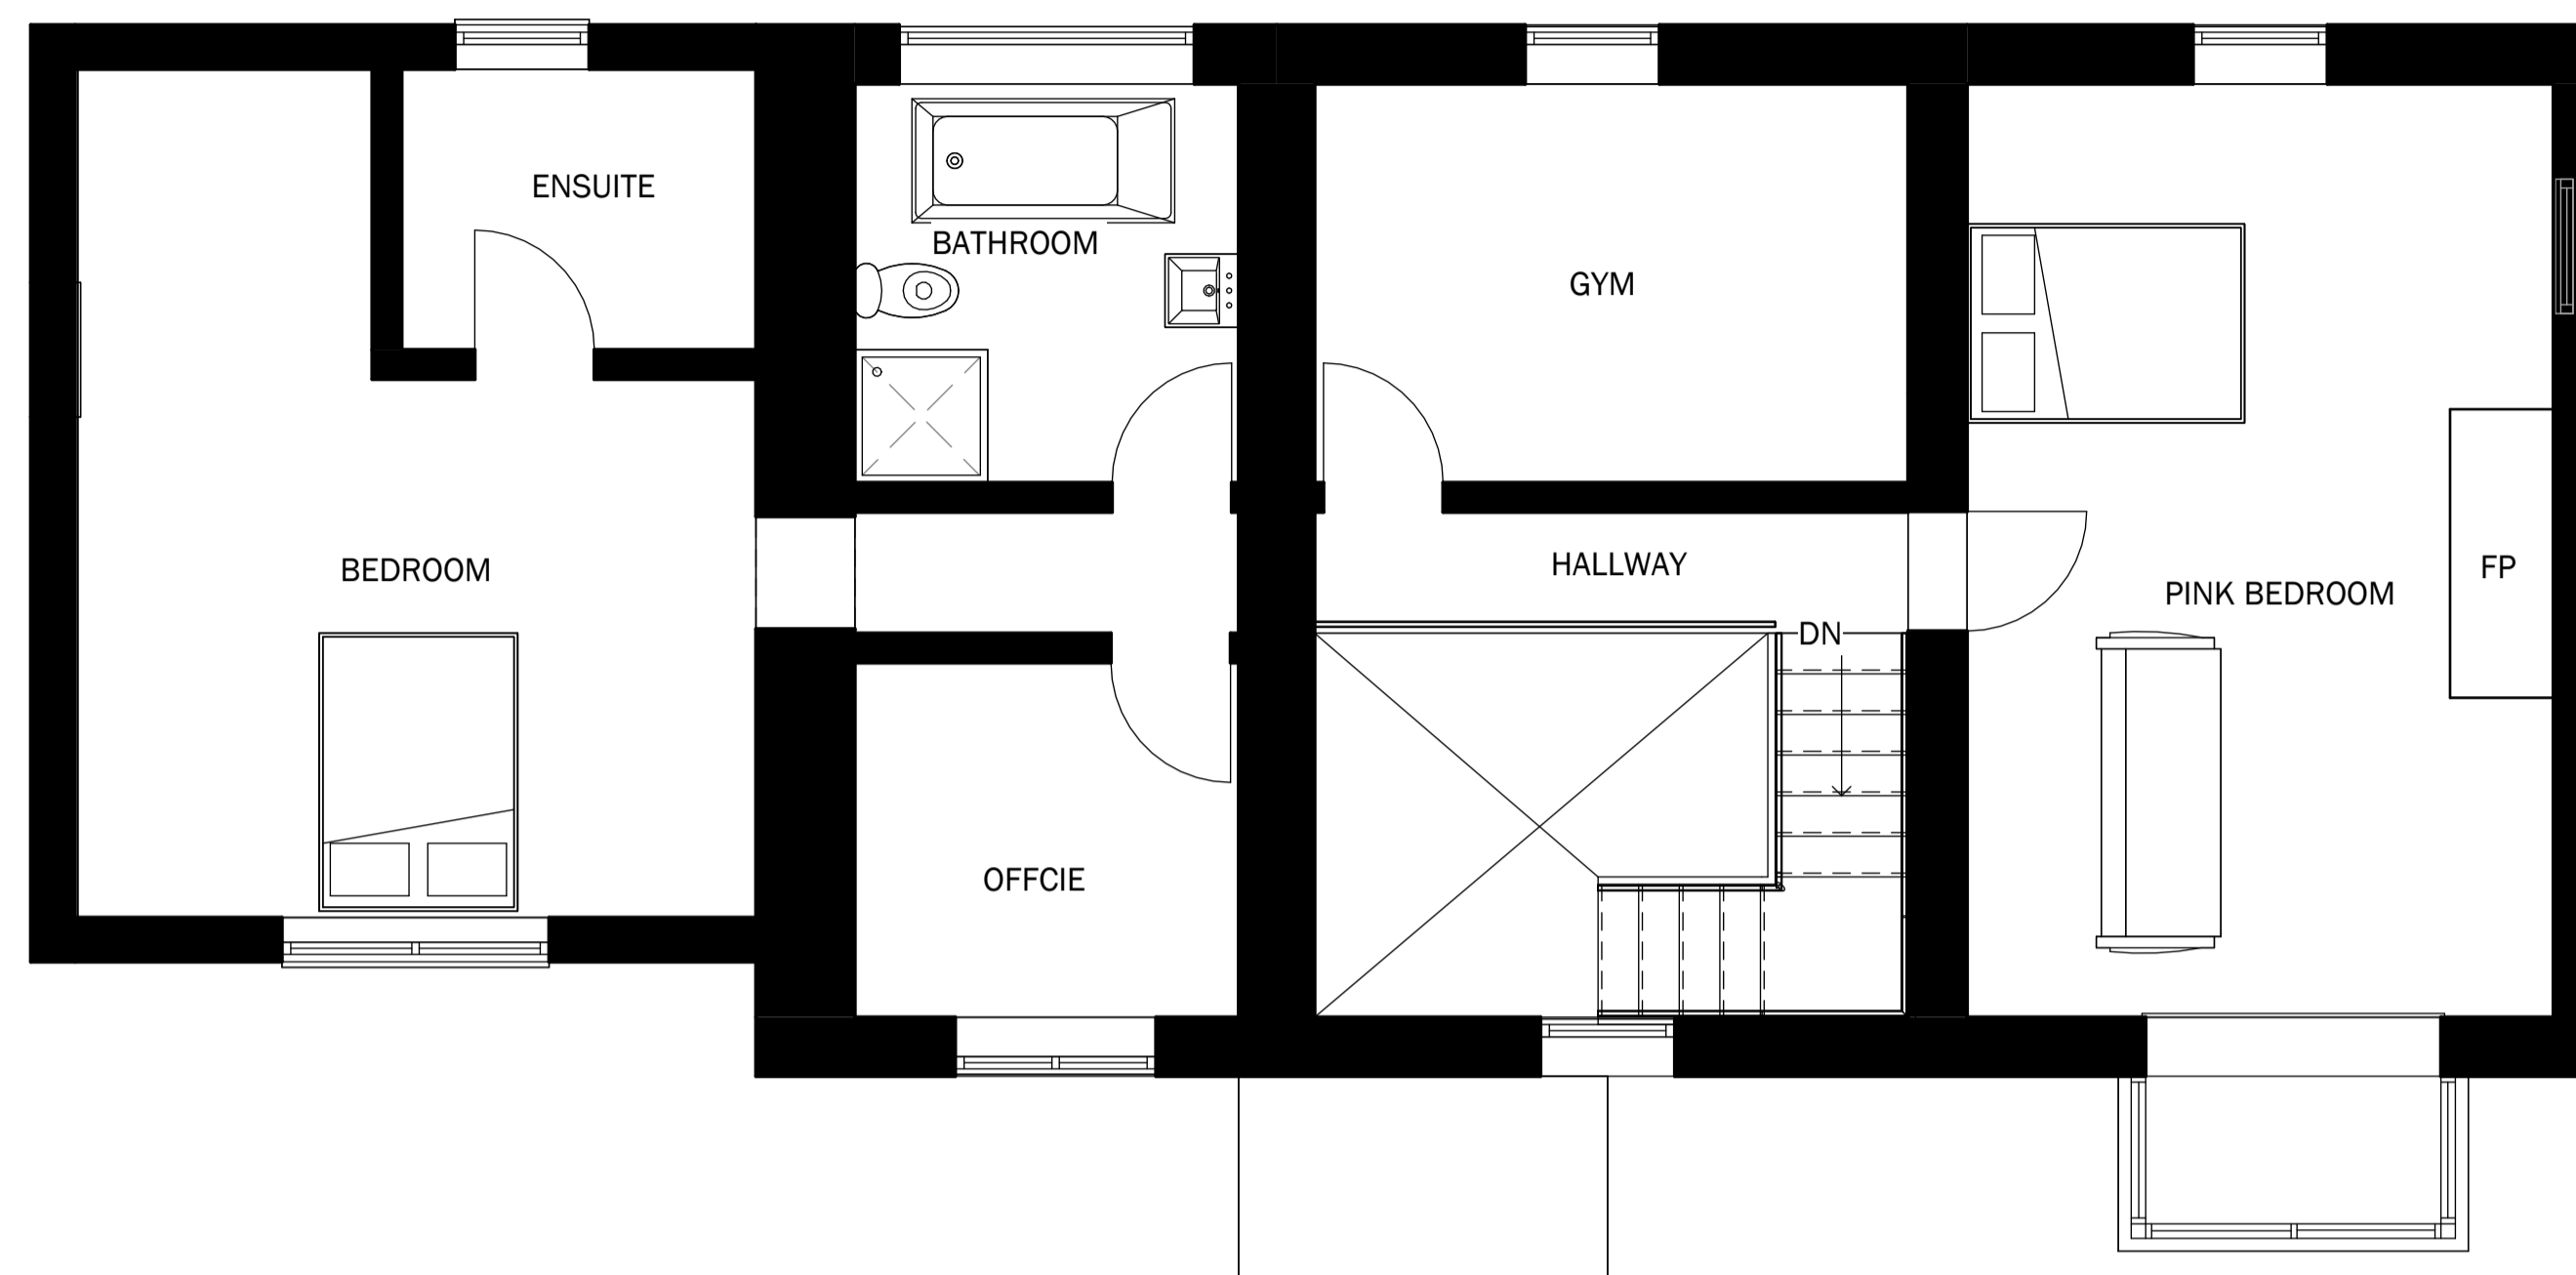 ENSUITE
BATHROOM
GYM
BEDROOM
HALLWAY
PINK BEDROOM
FP
DN
OFFCIE